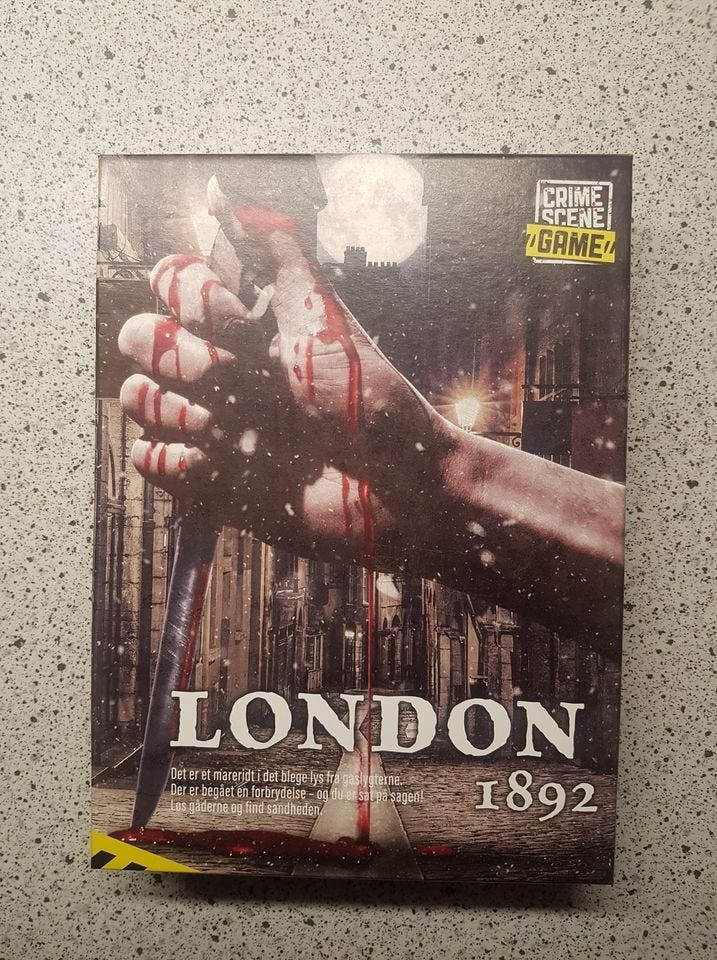 CRIME
SCENE
GAME
LONDON
1892
Det er et mareridt i det blege lys fra gaslygterne.
Der er begået en forbrydelse - og du er sat på sagen!
Løs gåderne og find sandheden.